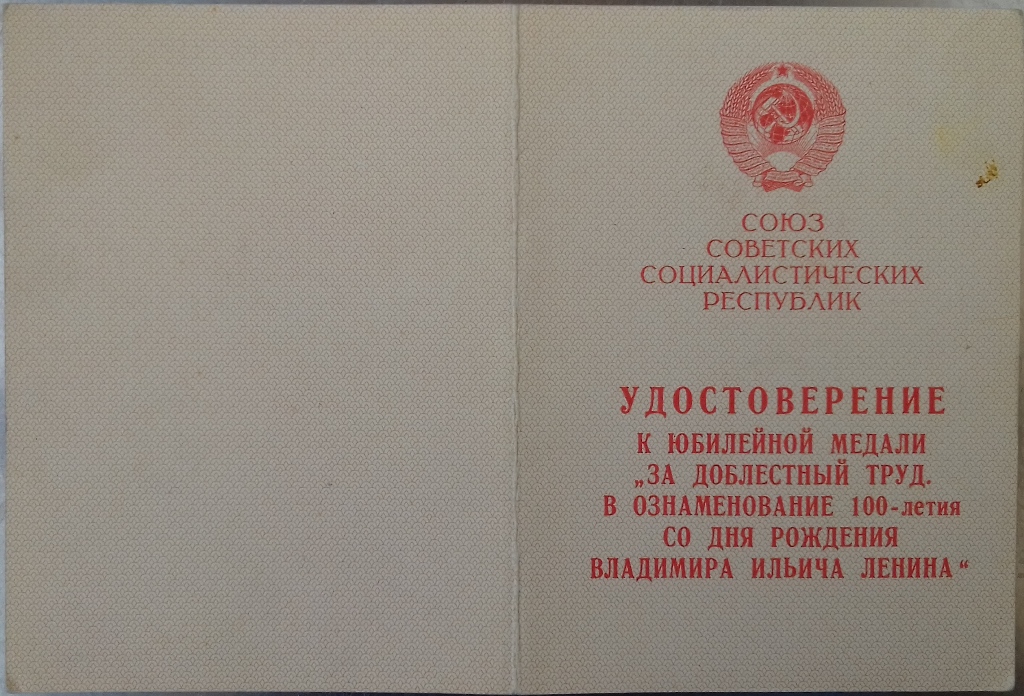 СОЮЗ
СОВЕТСКИХ
СОЦИАЛИСТИЧЕСКИХ
РЕСПУБЛИК
УДОСТОВЕРЕНИЕ
К ЮБИЛЕЙНОЙ МЕДАЛИ
„ЗА ДОБЛЕСТНЫЙ ТРУД.
В ОЗНАМЕНОВАНИЕ 100-летия
СО ДНЯ РОЖДЕНИЯ
ВЛАДИМИРА ИЛЬИЧА ЛЕНИНА“